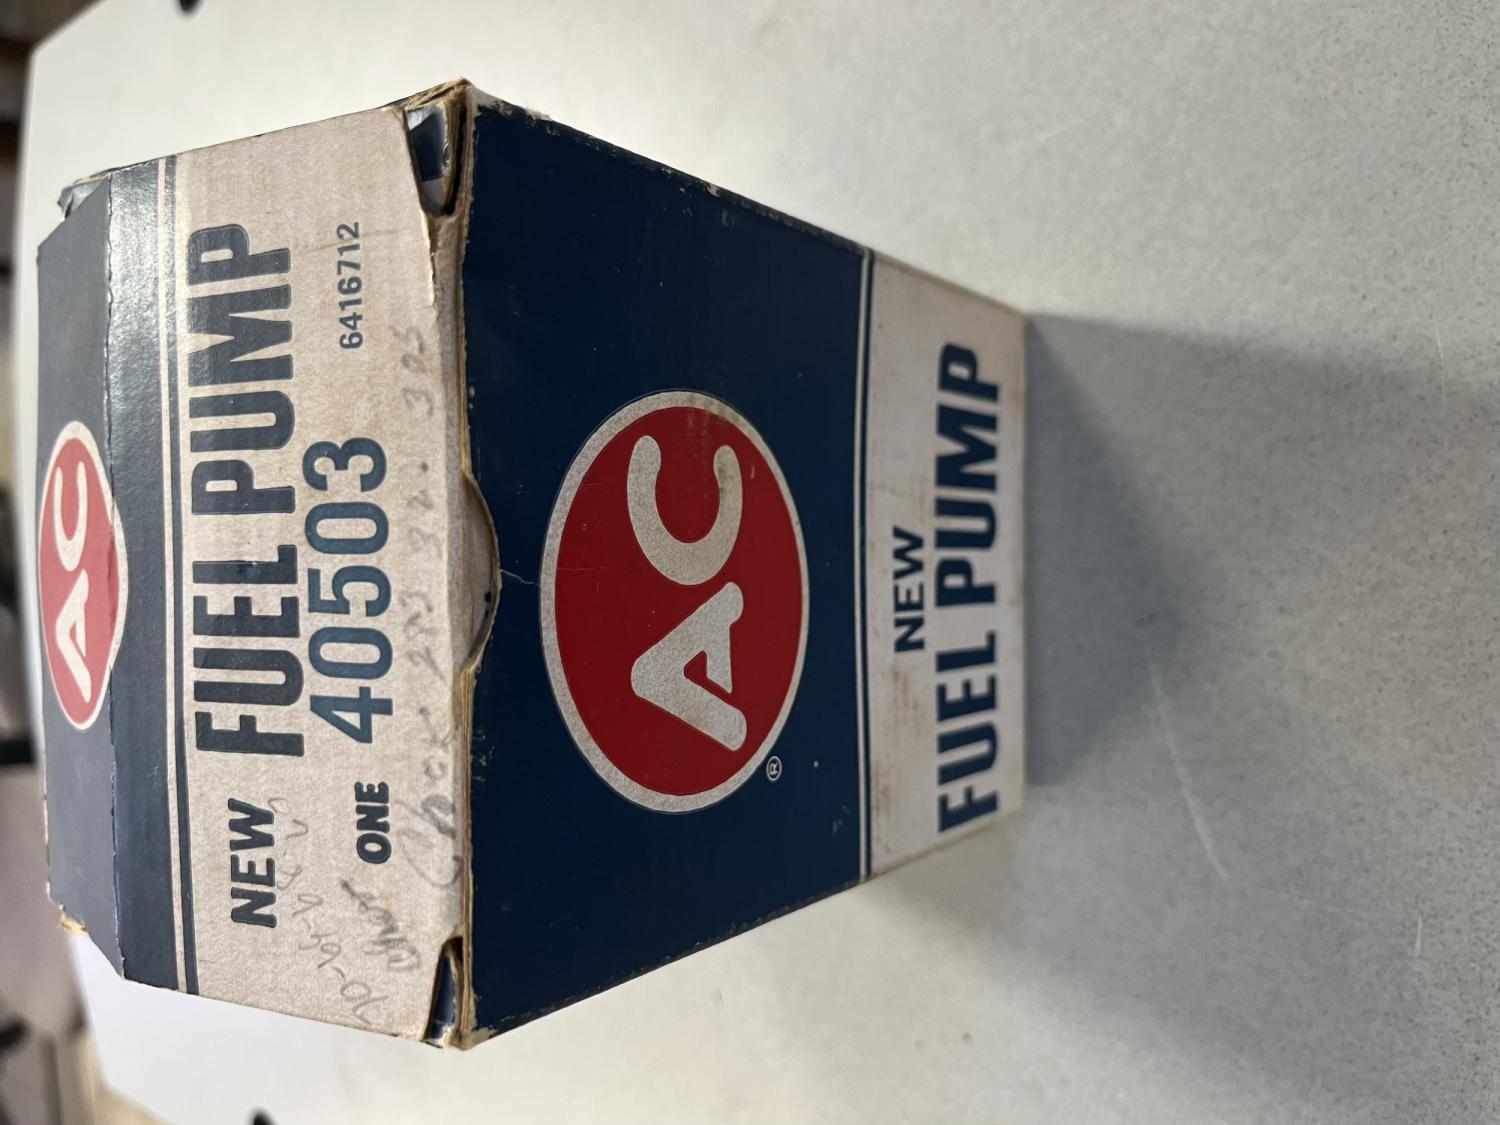 AC
NEW FUEL PUMP
ONE 40503 6416712
AC
®
NEW
FUEL PUMP